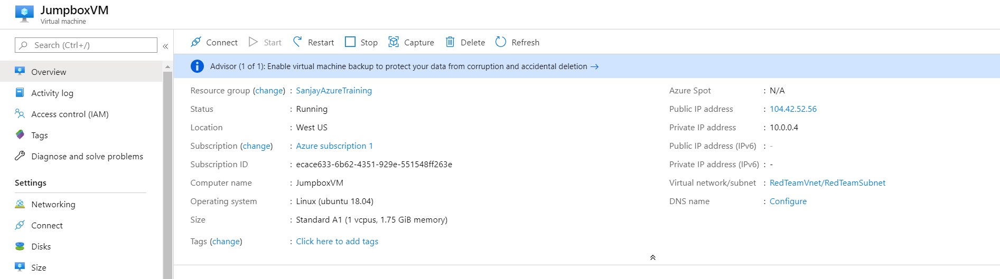 JumpboxVM
Virtual machine
Search (Ctrl+/)
«
Overview
Activity log
Access control (IAM)
Tags
Diagnose and solve problems
Settings
Networking
Connect
Disks
Size
Connect Start Restart Stop Capture Delete Refresh
Advisor (1 of 1): Enable virtual machine backup to protect your data from corruption and accidental deletion →
Resource group (change) : SanjayAzureTraining
Status : Running
Location : West US
Subscription (change) : Azure subscription 1
Subscription ID : ecace633-6b62-4351-929e-551548ff263e
Computer name : JumpboxVM
Operating system : Linux (ubuntu 18.04)
Size : Standard A1 (1 vcpus, 1.75 GiB memory)
Tags (change) : Click here to add tags
Azure Spot : N/A
Public IP address : 104.42.52.56
Private IP address : 10.0.0.4
Public IP address (IPv6) : -
Private IP address (IPv6) : -
Virtual network/subnet : RedTeamVnet/RedTeamSubnet
DNS name : Configure